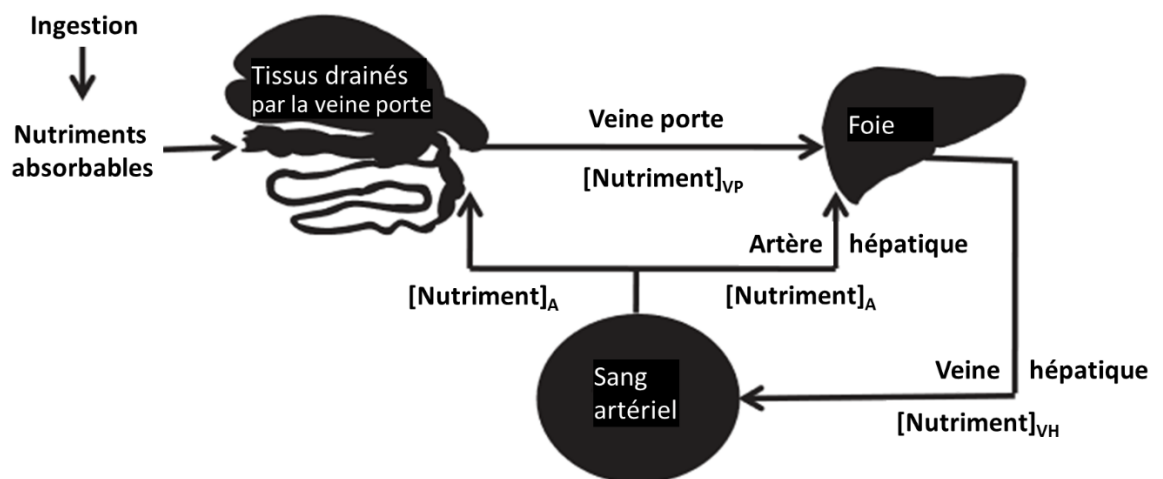 Ingestion
Nutriments
absorbables
Tissus drainés
par la veine porte
Veine porte
[Nutriment]VP
Foie
Artère hépatique
[Nutriment]A
[Nutriment]A
Sang
artériel
Veine hépatique
[Nutriment]VH